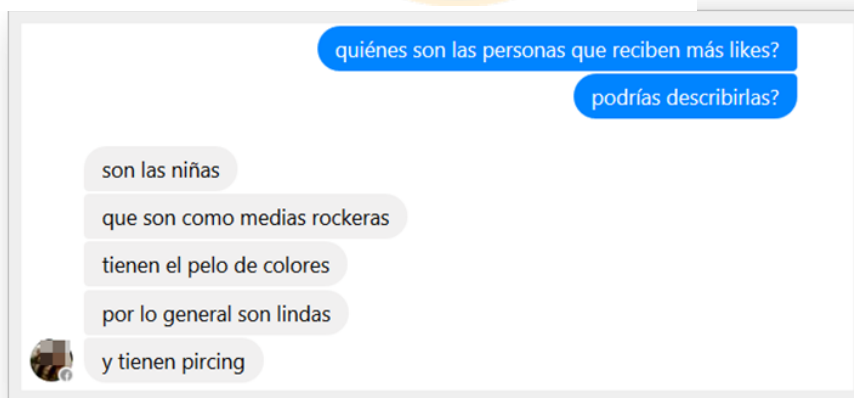 quiénes son las personas que reciben más likes?
podrías describirlas?
son las niñas
que son como medias rockeras
tienen el pelo de colores
por lo general son lindas
y tienen pircing